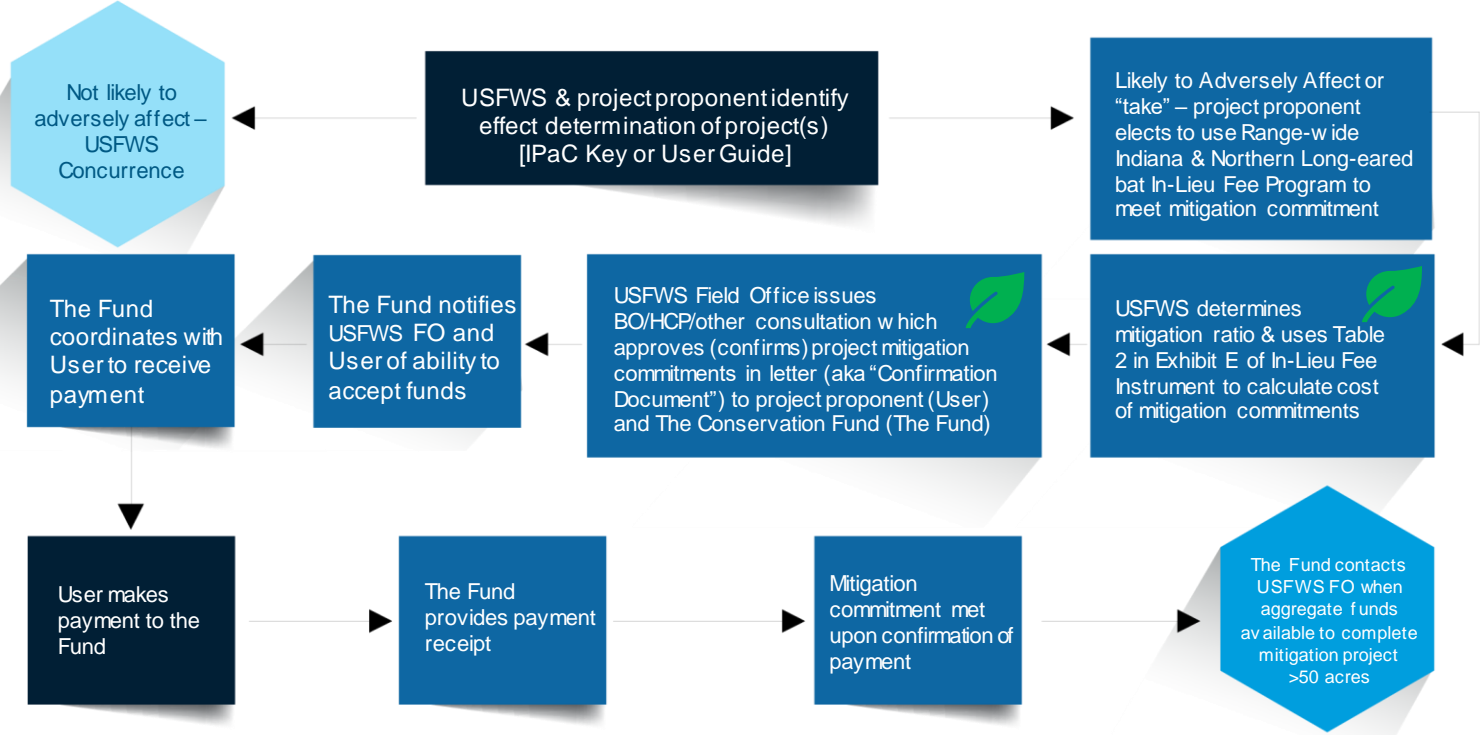 Not likely to
adversely affect –
USFWS
Concurrence
USFWS & project proponent identify
effect determination of project(s)
[IPaC Key or User Guide]
Likely to Adversely Affect or
“take” – project proponent
elects to use Range-wide
Indiana & Northern Long-eared
bat In-Lieu Fee Program to
meet mitigation commitment
USFWS determines
mitigation ratio & uses Table
2 in Exhibit E of In-Lieu Fee
Instrument to calculate cost
of mitigation commitments
USFWS Field Office issues
BO/HCP/other consultation which
approves (confirms) project mitigation
commitments in letter (aka “Confirmation
Document”) to project proponent (User)
and The Conservation Fund (The Fund)
The Fund notifies
USFWS FO and
User of ability to
accept funds
The Fund
coordinates with
User to receive
payment
User makes
payment to the
Fund
The Fund
provides payment
receipt
Mitigation
commitment met
upon confirmation of
payment
The Fund contacts
USFWS FO when
aggregate funds
available to complete
mitigation project
>50 acres